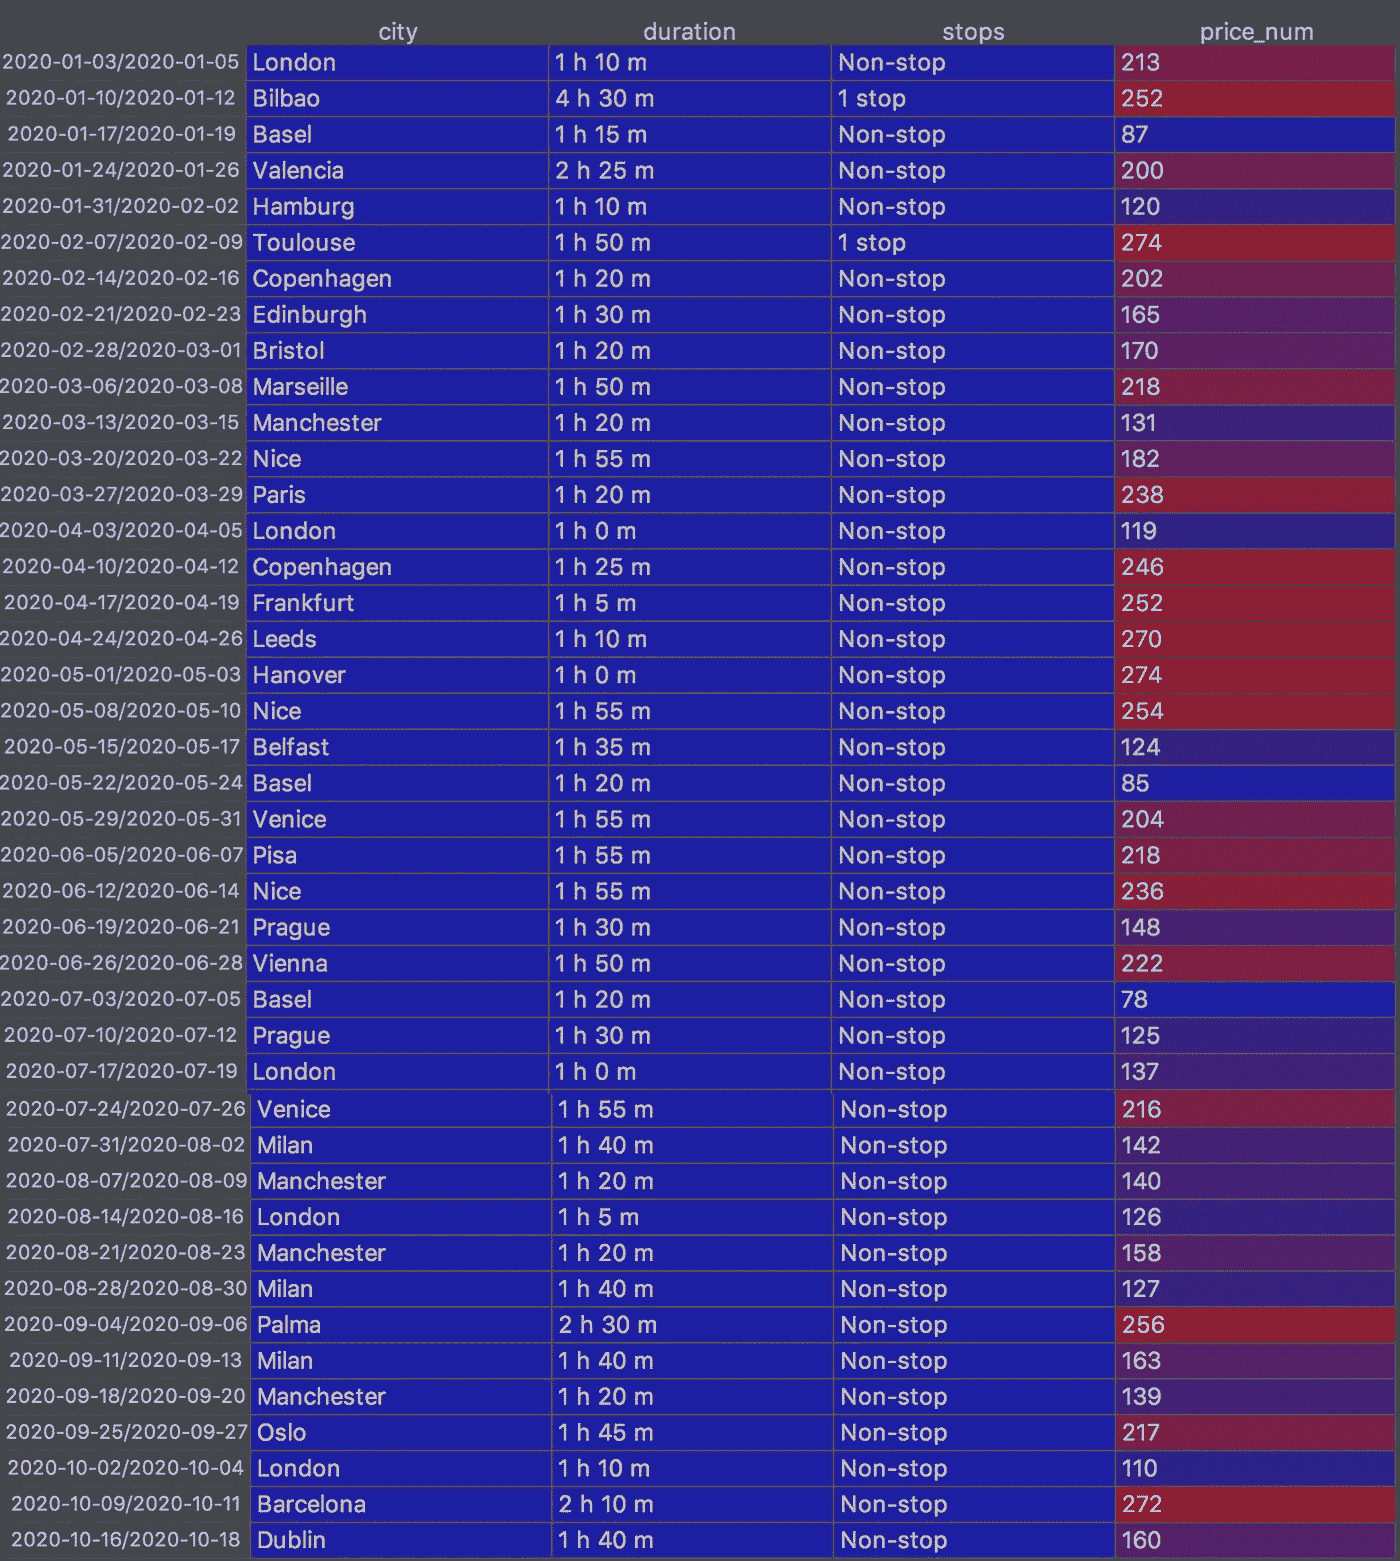 city duration stops price_num
2020-01-03/2020-01-05 London 1 h 10 m Non-stop 213
2020-01-10/2020-01-12 Bilbao 4 h 30 m 1 stop 252
2020-01-17/2020-01-19 Basel 1 h 15 m Non-stop 87
2020-01-24/2020-01-26 Valencia 2 h 25 m Non-stop 200
2020-01-31/2020-02-02 Hamburg 1 h 10 m Non-stop 120
2020-02-07/2020-02-09 Toulouse 1 h 50 m 1 stop 274
2020-02-14/2020-02-16 Copenhagen 1 h 20 m Non-stop 202
2020-02-21/2020-02-23 Edinburgh 1 h 30 m Non-stop 165
2020-02-28/2020-03-01 Bristol 1 h 20 m Non-stop 170
2020-03-06/2020-03-08 Marseille 1 h 50 m Non-stop 218
2020-03-13/2020-03-15 Manchester 1 h 20 m Non-stop 131
2020-03-20/2020-03-22 Nice 1 h 55 m Non-stop 182
2020-03-27/2020-03-29 Paris 1 h 20 m Non-stop 238
2020-04-03/2020-04-05 London 1 h 0 m Non-stop 119
2020-04-10/2020-04-12 Copenhagen 1 h 25 m Non-stop 246
2020-04-17/2020-04-19 Frankfurt 1 h 5 m Non-stop 252
2020-04-24/2020-04-26 Leeds 1 h 10 m Non-stop 270
2020-05-01/2020-05-03 Hanover 1 h 0 m Non-stop 274
2020-05-08/2020-05-10 Nice 1 h 55 m Non-stop 254
2020-05-15/2020-05-17 Belfast 1 h 35 m Non-stop 124
2020-05-22/2020-05-24 Basel 1 h 20 m Non-stop 85
2020-05-29/2020-05-31 Venice 1 h 55 m Non-stop 204
2020-06-05/2020-06-07 Pisa 1 h 55 m Non-stop 218
2020-06-12/2020-06-14 Nice 1 h 55 m Non-stop 236
2020-06-19/2020-06-21 Prague 1 h 30 m Non-stop 148
2020-06-26/2020-06-28 Vienna 1 h 50 m Non-stop 222
2020-07-03/2020-07-05 Basel 1 h 20 m Non-stop 78
2020-07-10/2020-07-12 Prague 1 h 30 m Non-stop 125
2020-07-17/2020-07-19 London 1 h 0 m Non-stop 137
2020-07-24/2020-07-26 Venice 1 h 55 m Non-stop 216
2020-07-31/2020-08-02 Milan 1 h 40 m Non-stop 142
2020-08-07/2020-08-09 Manchester 1 h 20 m Non-stop 140
2020-08-14/2020-08-16 London 1 h 5 m Non-stop 126
2020-08-21/2020-08-23 Manchester 1 h 20 m Non-stop 158
2020-08-28/2020-08-30 Milan 1 h 40 m Non-stop 127
2020-09-04/2020-09-06 Palma 2 h 30 m Non-stop 256
2020-09-11/2020-09-13 Milan 1 h 40 m Non-stop 163
2020-09-18/2020-09-20 Manchester 1 h 20 m Non-stop 139
2020-09-25/2020-09-27 Oslo 1 h 45 m Non-stop 217
2020-10-02/2020-10-04 London 1 h 10 m Non-stop 110
2020-10-09/2020-10-11 Barcelona 2 h 10 m Non-stop 272
2020-10-16/2020-10-18 Dublin 1 h 40 m Non-stop 160